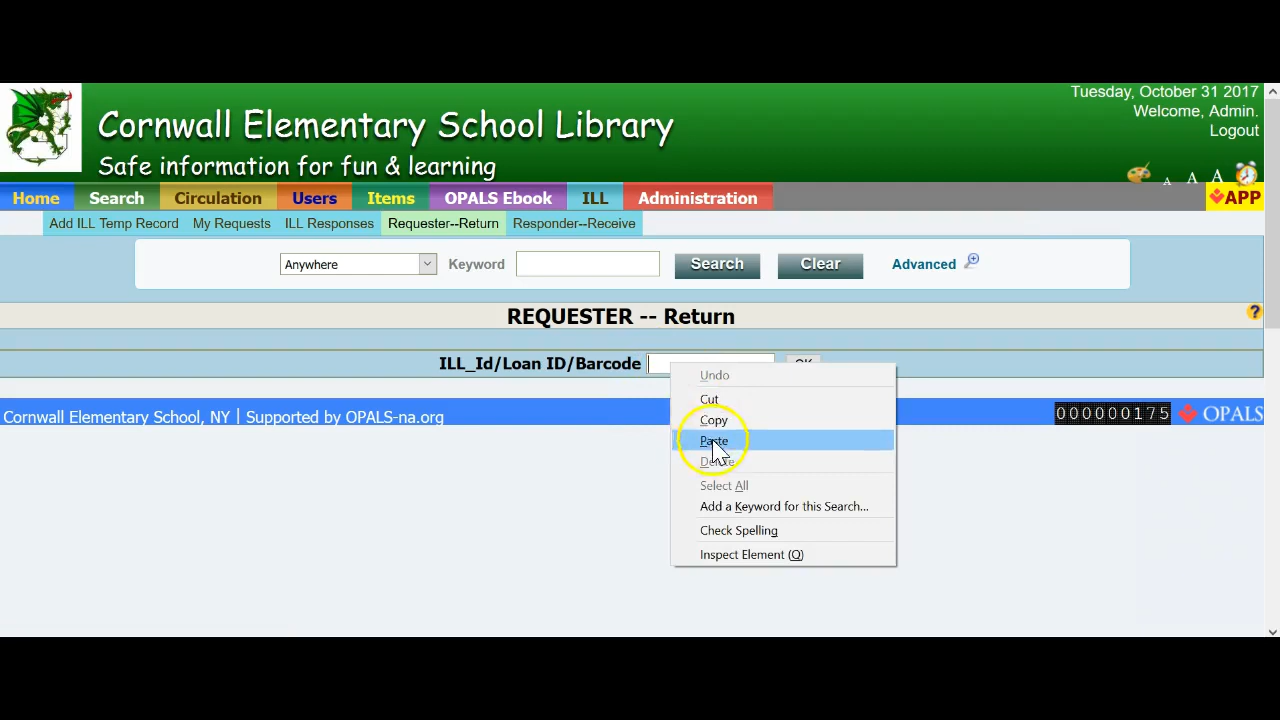 Tuesday, October 31 2017
Welcome, Admin.
Logout
Cornwall Elementary School Library
Safe information for fun & learning
A A A
Home Search Circulation Users Items OPALS Ebook ILL Administration APP
Add ILL Temp Record My Requests ILL Responses Requester--Return Responder--Receive
Anywhere Keyword Search Clear Advanced
REQUESTER -- Return ?
ILL_Id/Loan ID/Barcode OK
Undo
Cut
Copy
Paste
Delete
Select All
Add a Keyword for this Search...
Check Spelling
Inspect Element (Q)
Cornwall Elementary School, NY | Supported by OPALS-na.org 000000175 OPALS